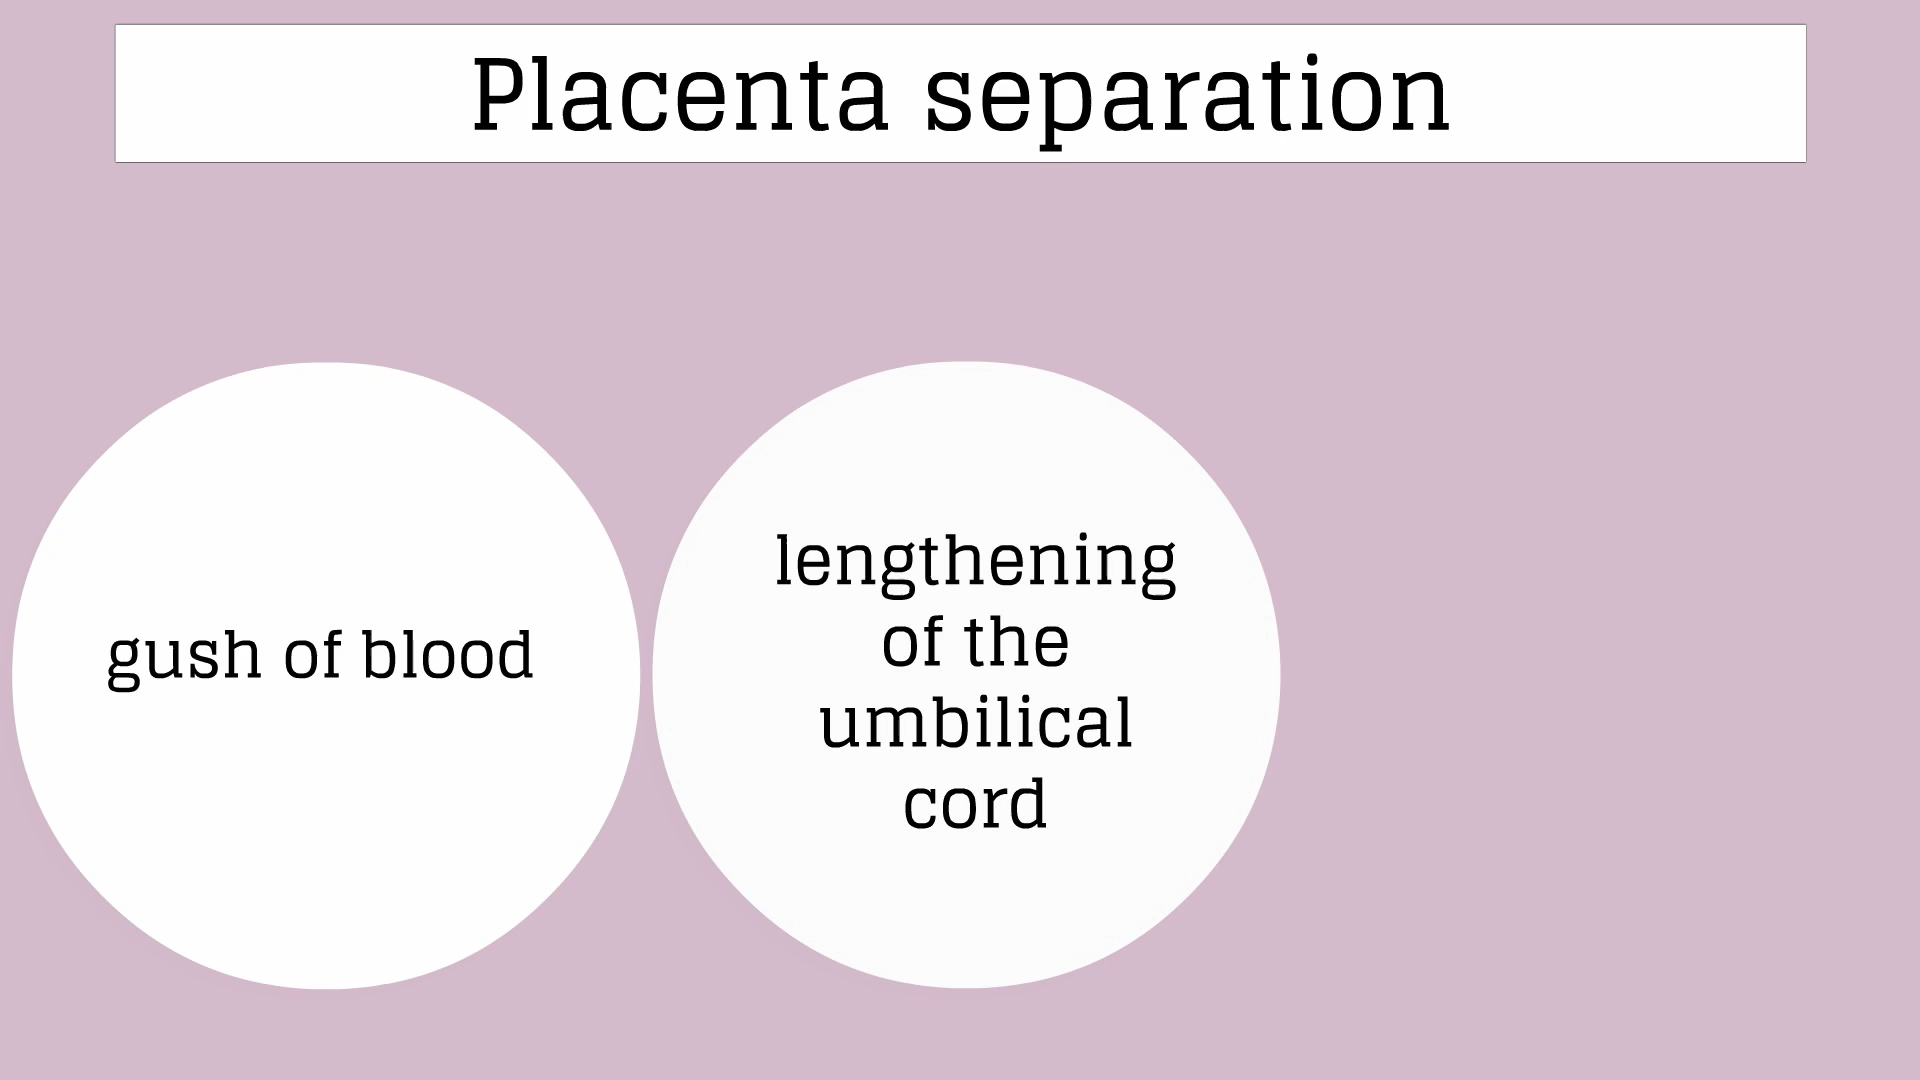 Placenta separation
gush of blood
lengthening
of the
umbilical
cord